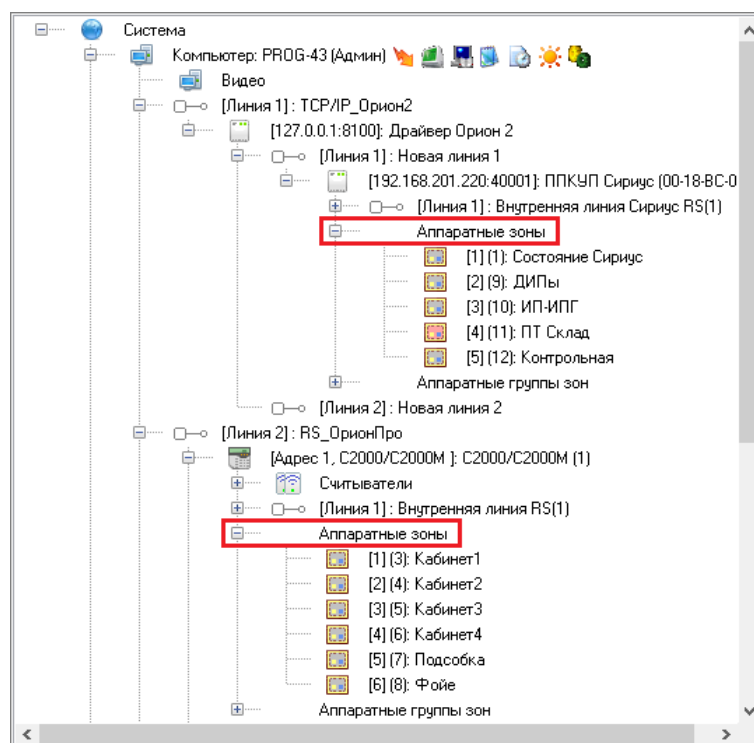 Система
Компьютер: PROG-43 (Админ)
Видео
[Линия 1] : TCP/IP_Орион2
[127.0.0.1:8100]: Драйвер Орион 2
[Линия 1] : Новая линия 1
[192.168.201.220:40001]: ППКУП Сириус (00-18-BC-0
[Линия 1] : Внутренняя линия Сириус RS(1)
Аппаратные зоны
[1] (1): Состояние Сириус
[2] (9): ДИПы
[3] (10): ИП-ИПГ
[4] (11): ПТ Склад
[5] (12): Контрольная
Аппаратные группы зон
[Линия 2] : Новая линия 2
[Линия 2] : RS_ОрионПро
[Адрес 1, C2000/C2000M ]: C2000/C2000M (1)
Считыватели
[Линия 1] : Внутренняя линия RS(1)
Аппаратные зоны
[1] (3): Кабинет1
[2] (4): Кабинет2
[3] (5): Кабинет3
[4] (6): Кабинет4
[5] (7): Подсобка
[6] (8): Фойе
Аппаратные группы зон